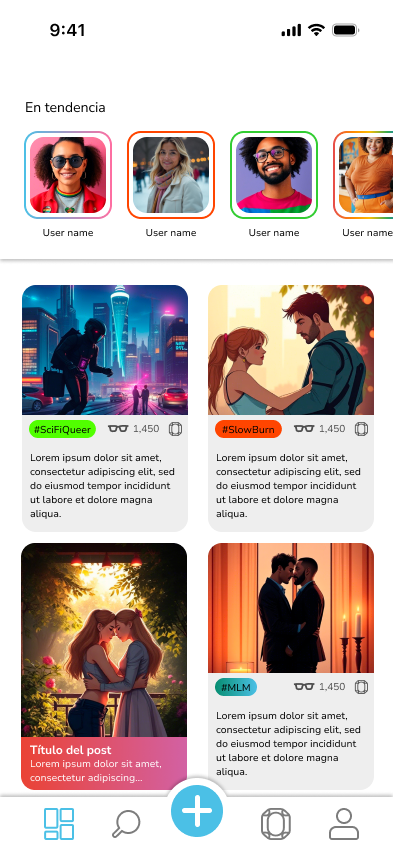 9:41
En tendencia
User name
User name
User name
User name
#SciFiQueer
1,450
Lorem ipsum dolor sit amet,
consectetur adipiscing elit, sed
do eiusmod tempor incididunt
ut labore et dolore magna
aliqua.
#SlowBurn
1,450
Lorem ipsum dolor sit amet,
consectetur adipiscing elit, sed
do eiusmod tempor incididunt
ut labore et dolore magna
aliqua.
Título del post
Lorem ipsum dolor sit amet,
consectetur adipiscing...
#MLM
1,450
Lorem ipsum dolor sit amet,
consectetur adipiscing elit, sed
do eiusmod tempor incididunt
ut labore et dolore magna
aliqua.